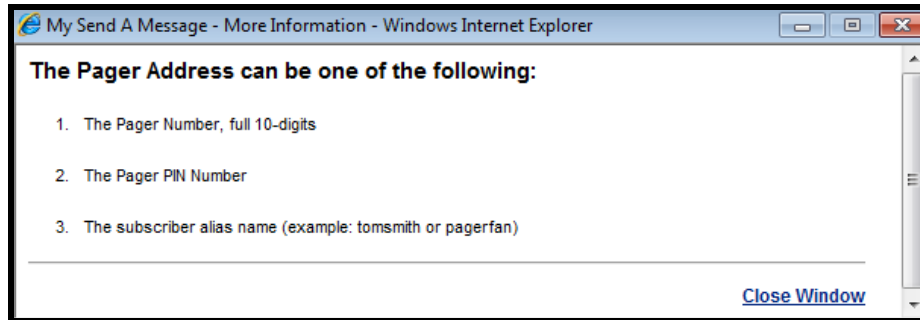 My Send A Message - More Information - Windows Internet Explorer
The Pager Address can be one of the following:
1. The Pager Number, full 10-digits
2. The Pager PIN Number
3. The subscriber alias name (example: tomsmith or pagerfan)
Close Window